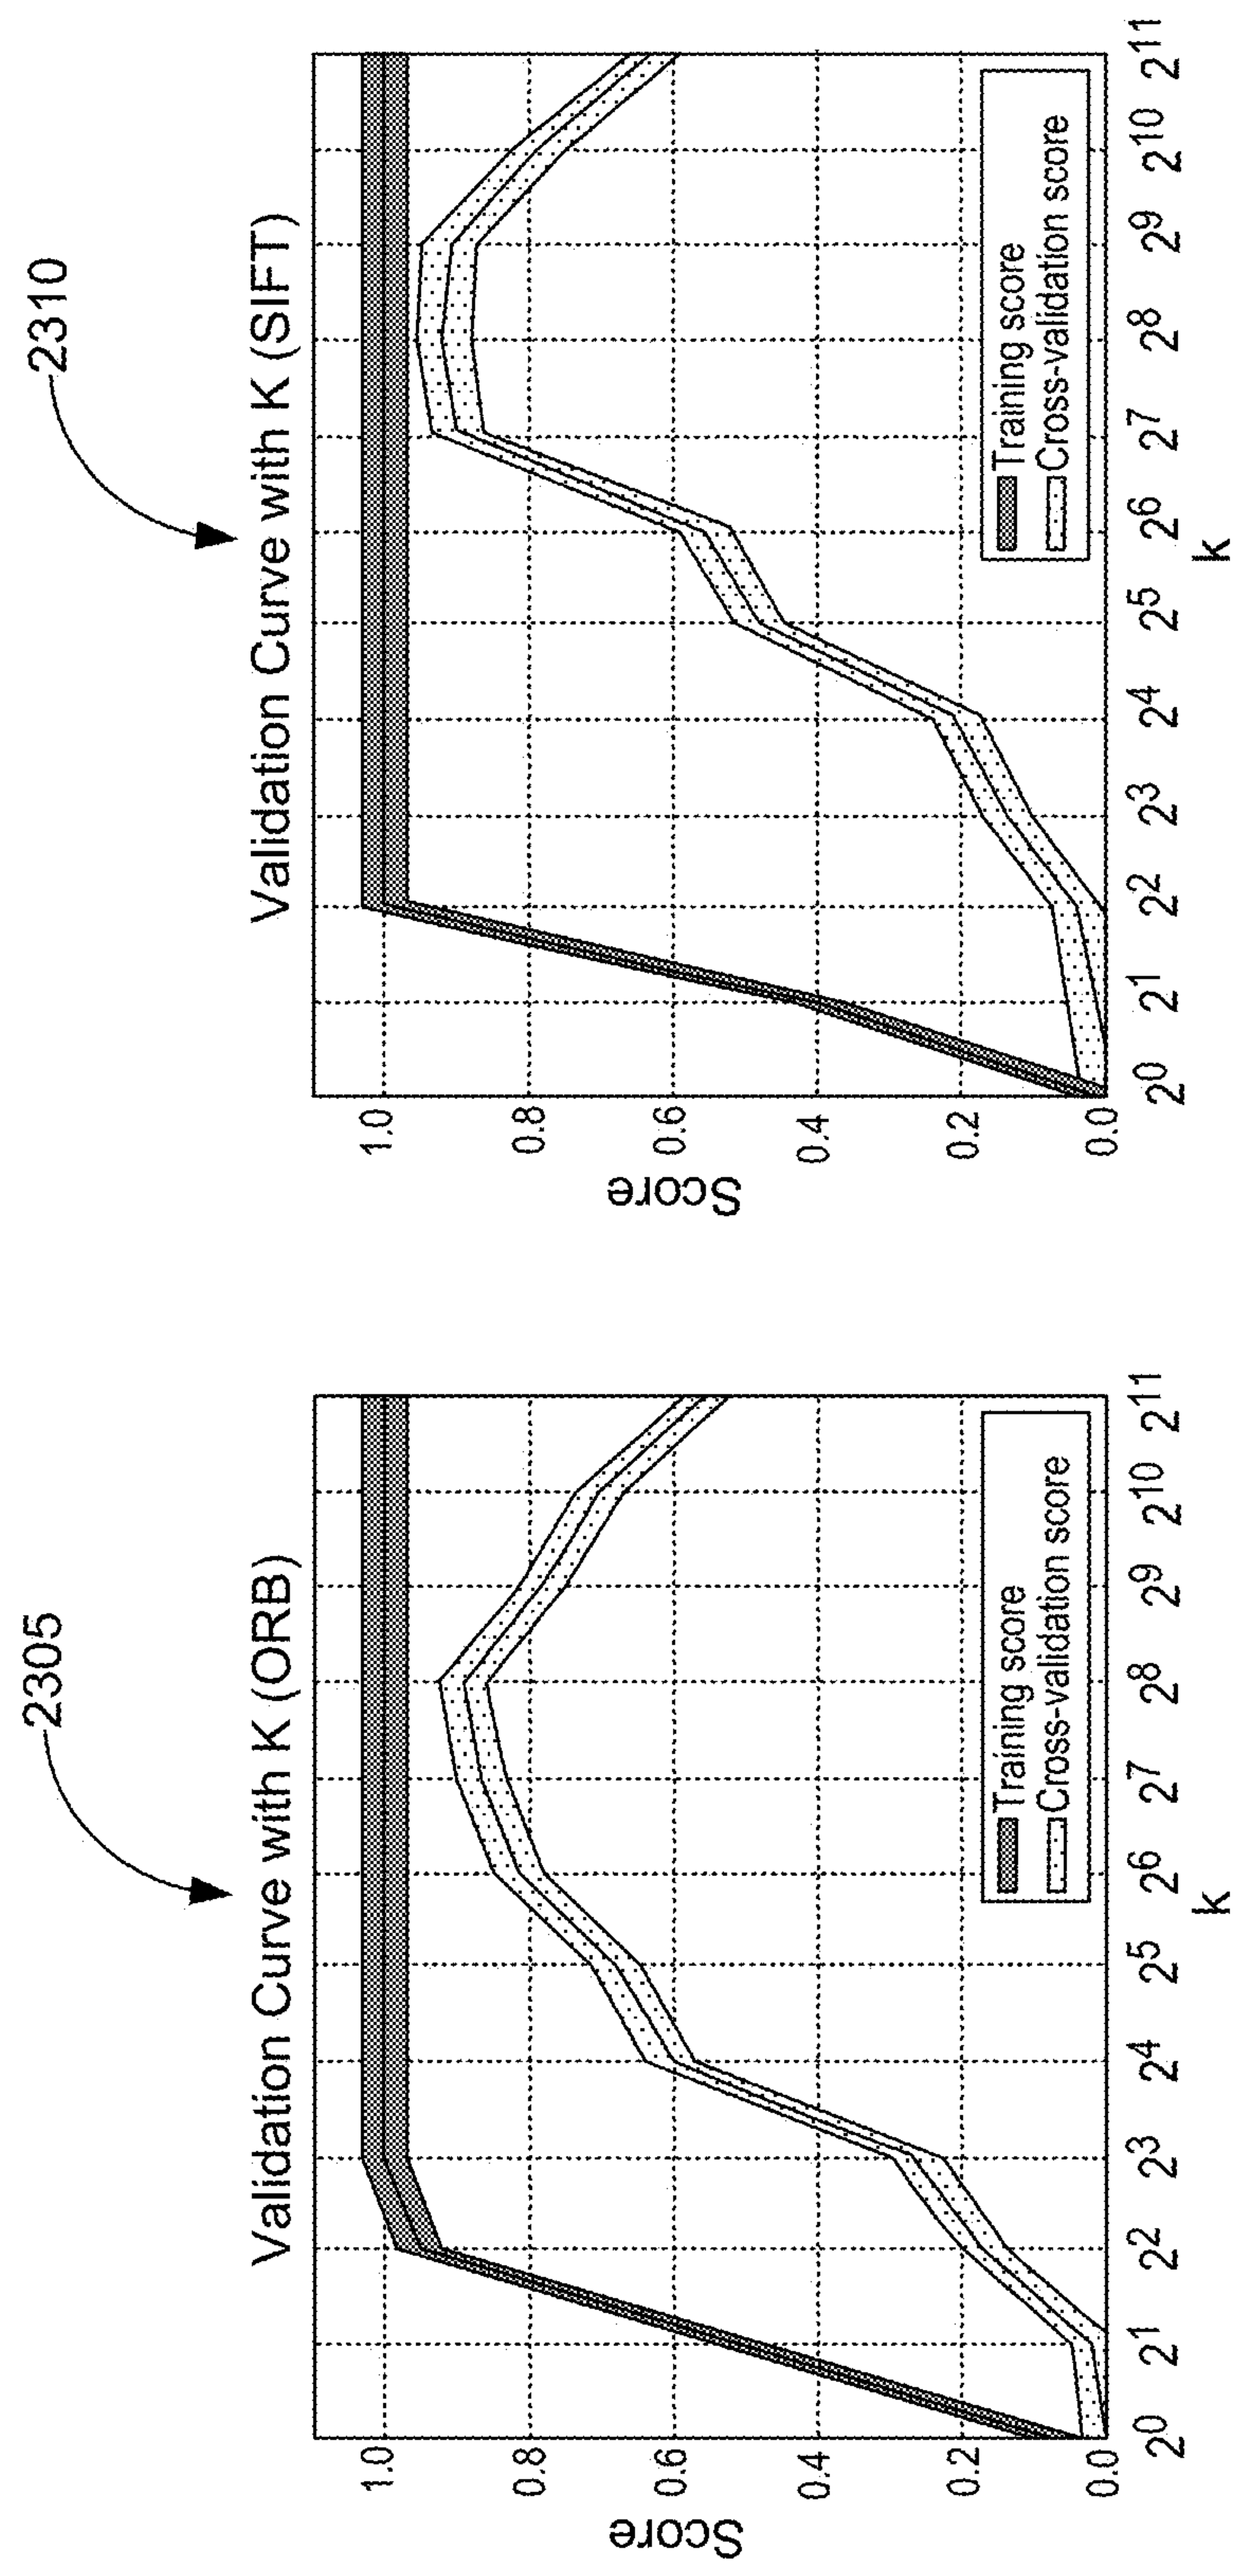 2305
Validation Curve with K (ORB)
Score
1.0
0.8
0.6
0.4
0.2
0.0
2⁰ 2¹ 2² 2³ 2⁴ 2⁵ 2⁶ 2⁷ 2⁸ 2⁹ 2¹⁰ 2¹¹
k
Training score
Cross-validation score
2310
Validation Curve with K (SIFT)
Score
1.0
0.8
0.6
0.4
0.2
0.0
2⁰ 2¹ 2² 2³ 2⁴ 2⁵ 2⁶ 2⁷ 2⁸ 2⁹ 2¹⁰ 2¹¹
k
Training score
Cross-validation score